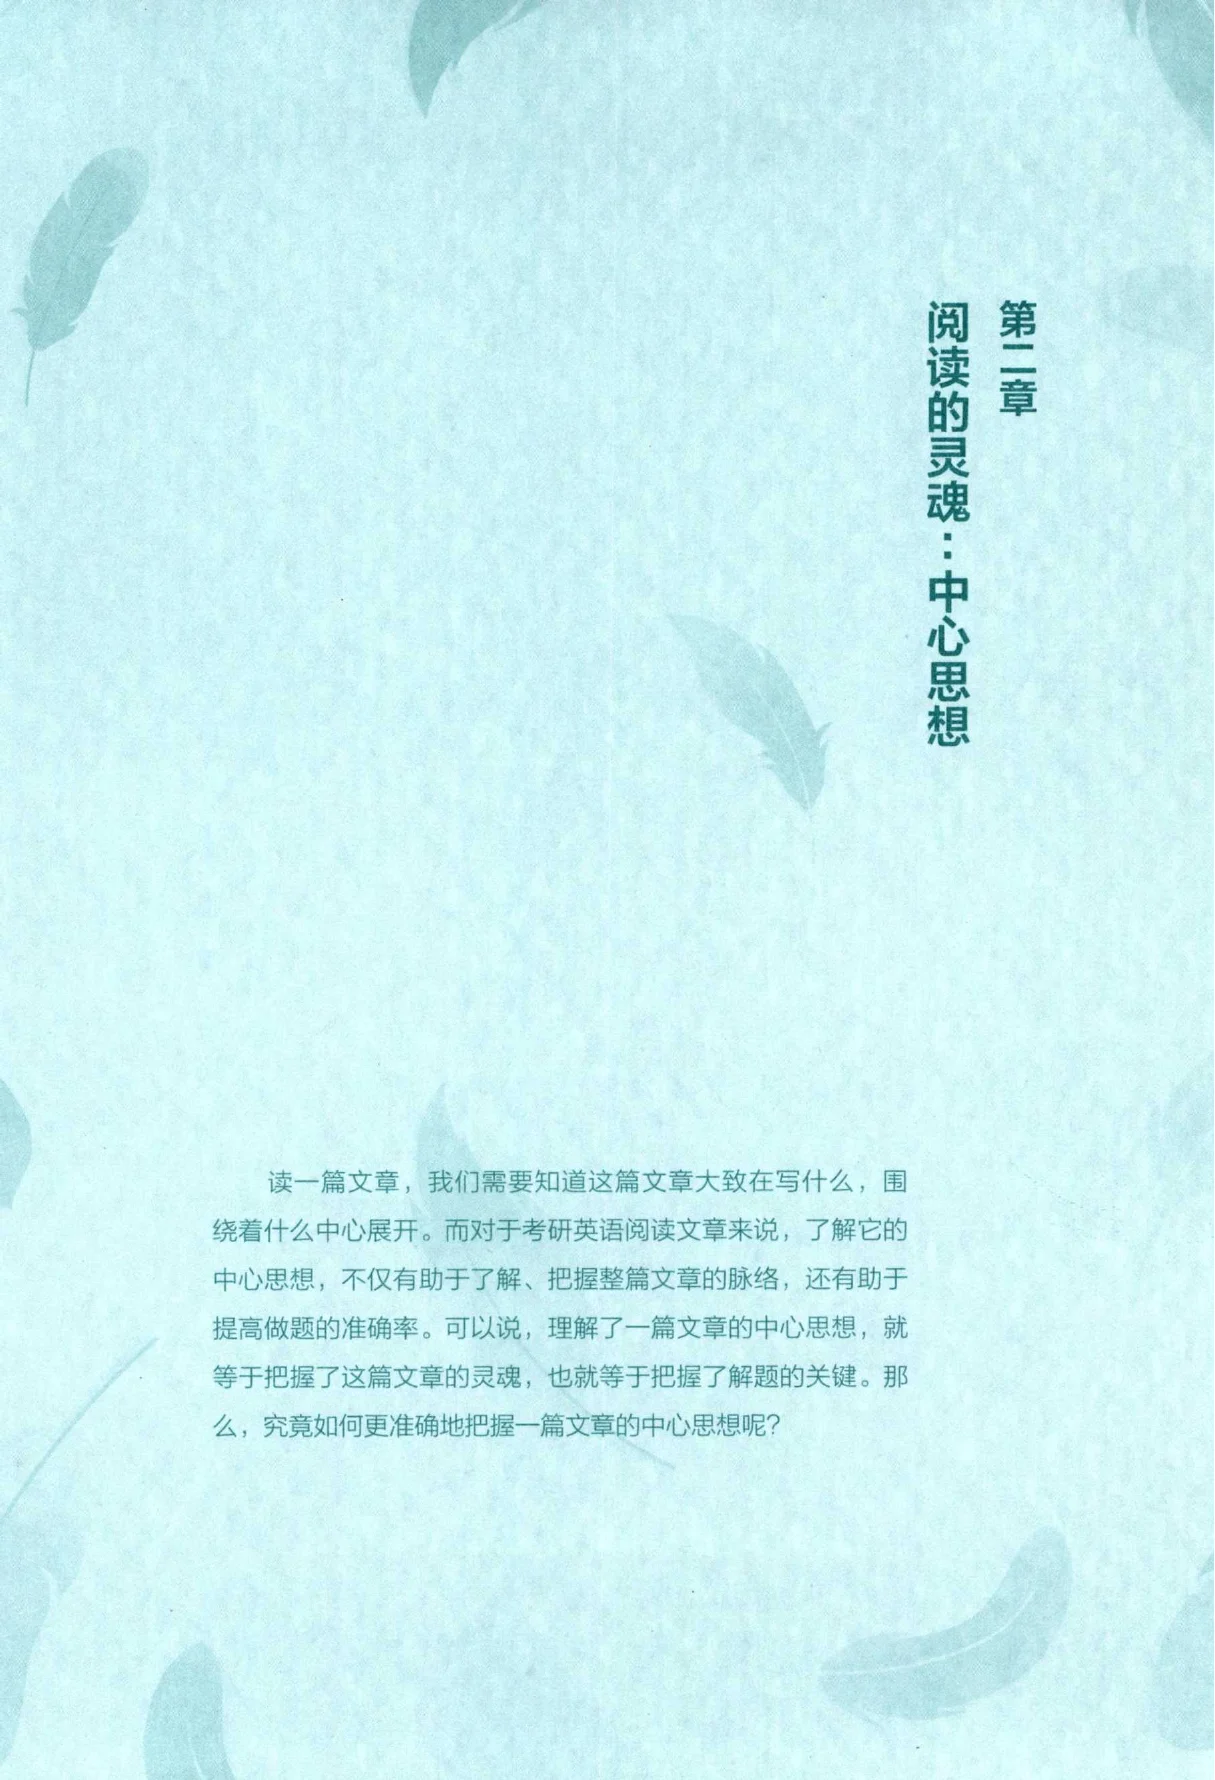 第二章
阅读的灵魂：中心思想
读一篇文章，我们需要知道这篇文章大致在写什么，围
绕着什么中心展开。而对于考研英语阅读文章来说，了解它的
中心思想，不仅有助于了解、把握整篇文章的脉络，还有助于
提高做题的准确率。可以说，理解了一篇文章的中心思想，就
等于把握了这篇文章的灵魂，也就等于把握了解题的关键。那
么，究竟如何更准确地把握一篇文章的中心思想呢？